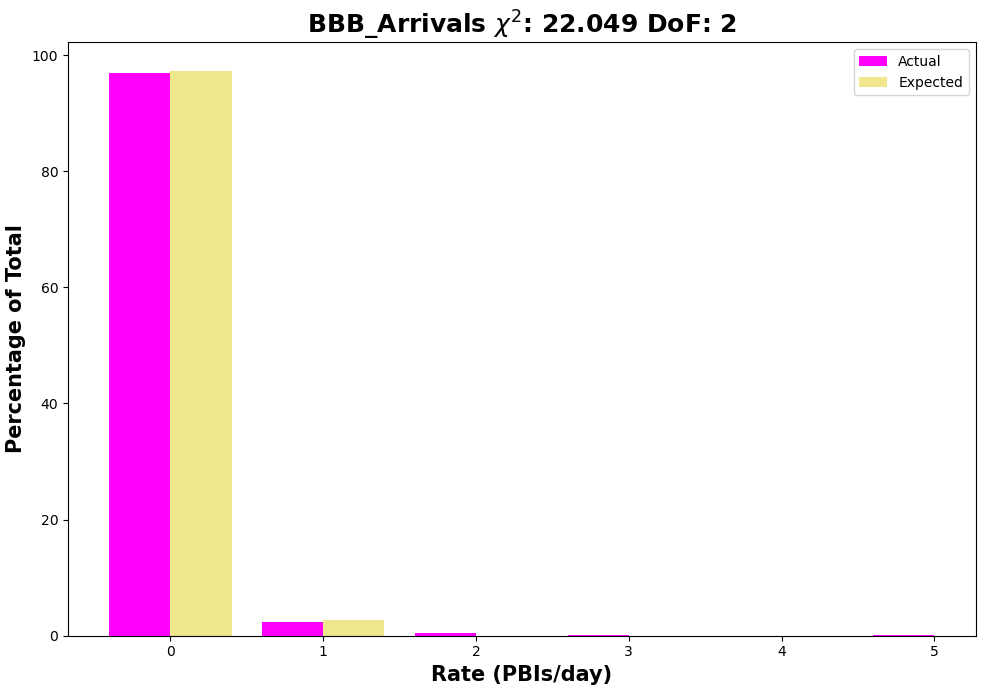 BBB_Arrivals χ²: 22.049 DoF: 2
Actual
Expected
100
80
60
40
20
0
Percentage of Total
0 1 2 3 4 5
Rate (PBIs/day)